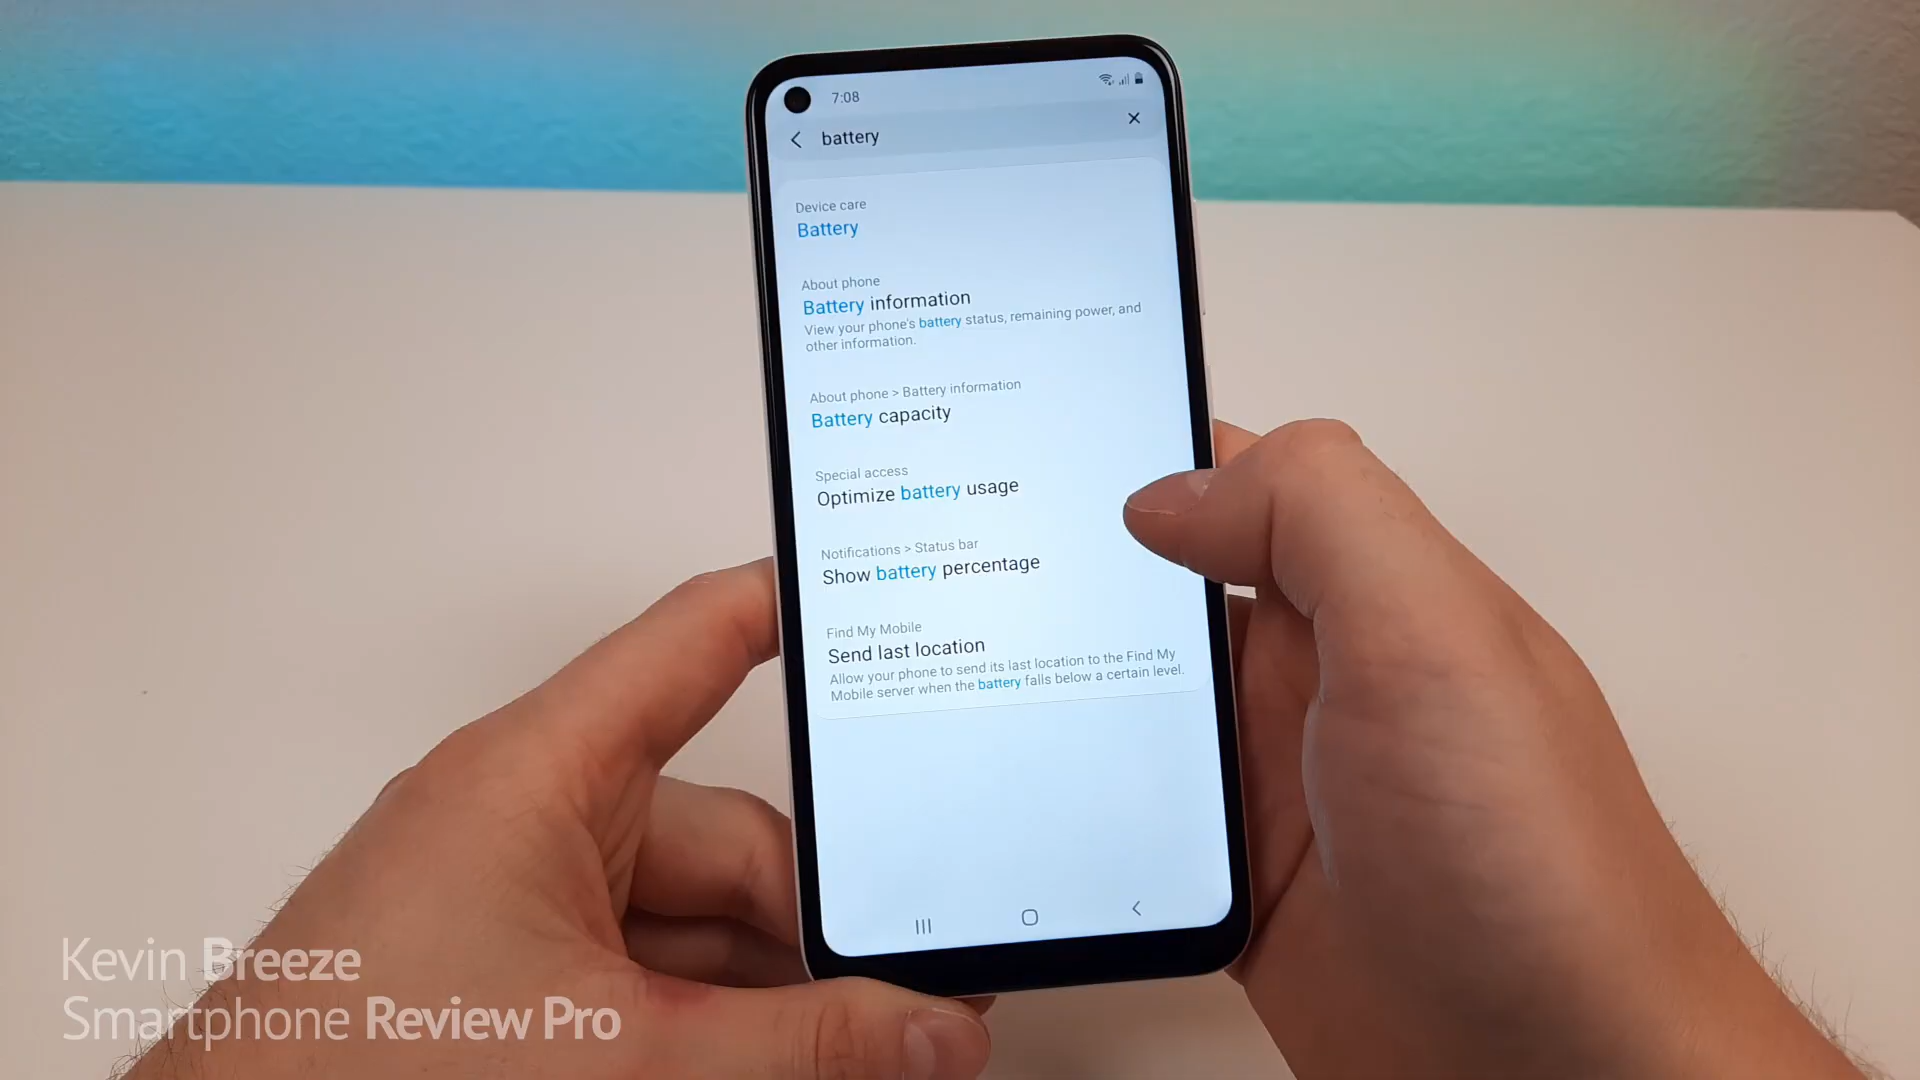 7:08
battery
Device care
Battery
About phone
Battery information
View your phone's battery status, remaining power, and
other information.
About phone > Battery information
Battery capacity
Special access
Optimize battery usage
Notifications > Status bar
Show battery percentage
Find My Mobile
Send last location
Allow your phone to send its last location to the Find My
Mobile server when the battery falls below a certain level.
Kevin Breeze
Smartphone Review Pro